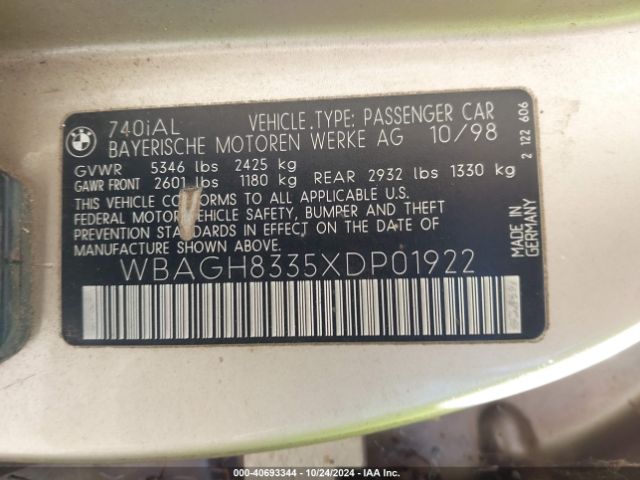 BMW
740iAL VEHICLE.TYPE: PASSENGER CAR
BAYERISCHE MOTOREN WERKE AG 10/98
GVWR 5346 lbs 2425 kg
GAWR FRONT 2601 lbs 1180 kg REAR 2932 lbs 1330 kg
THIS VEHICLE CONFORMS TO ALL APPLICABLE U.S.
FEDERAL MOTOR VEHICLE SAFETY, BUMPER AND THEFT
PREVENTION STANDARDS IN EFFECT ON THE DATE OF
MANUFACTURE SHOWN ABOVE.
WBAGH8335XDP01922
2 122 606
MADE IN
GERMANY
000-40693344 | 10/24/2024 | IAA Inc.